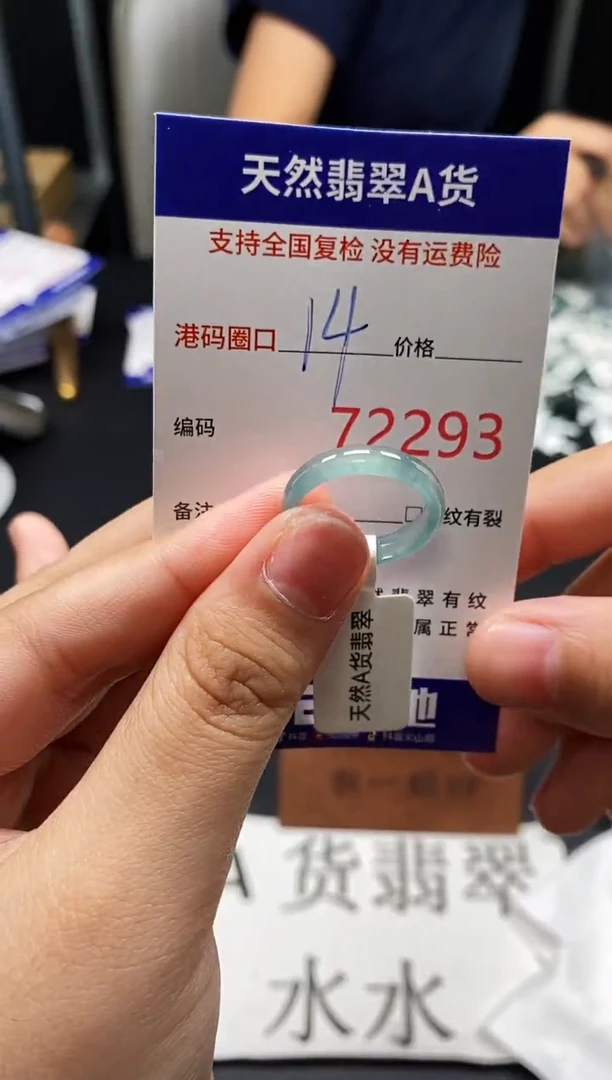 天然翡翠A货
支持全国复检 没有运费险
港码圈口 14 价格
编码 72293
备注 纹有裂
翡翠有纹
属正常
天然A货翡翠
地
A货翡翠
水水